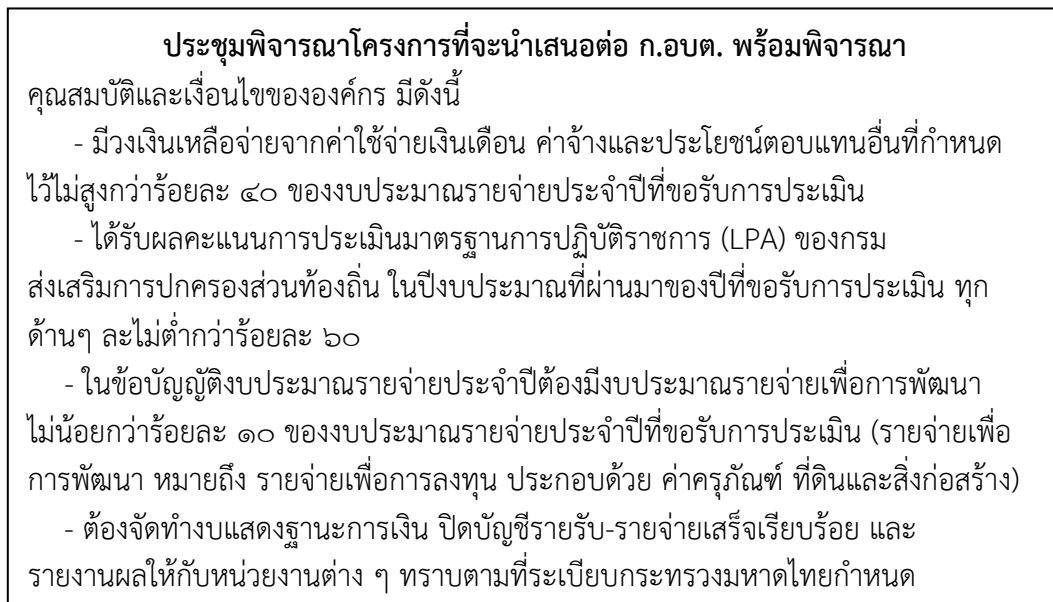 ประชุมพิจารณาโครงการที่จะนำเสนอต่อ ก.อบต. พร้อมพิจารณา
คุณสมบัติและเงื่อนไขขององค์กร มีดังนี้
- มีวงเงินเหลือจ่ายจากค่าใช้จ่ายเงินเดือน ค่าจ้างและประโยชน์ตอบแทนอื่นที่กำหนด
ไว้ไม่สูงกว่าร้อยละ ๔๐ ของงบประมาณรายจ่ายประจำปีที่ขอรับการประเมิน
- ได้รับผลคะแนนการประเมินมาตรฐานการปฏิบัติราชการ (LPA) ของกรม
ส่งเสริมการปกครองส่วนท้องถิ่น ในปีงบประมาณที่ผ่านมาของปีที่ขอรับการประเมิน ทุก
ด้านๆ ละไม่ต่ำกว่าร้อยละ ๖๐
- ในข้อบัญญัติงบประมาณรายจ่ายประจำปีต้องมีงบประมาณรายจ่ายเพื่อการพัฒนา
ไม่น้อยกว่าร้อยละ ๑๐ ของงบประมาณรายจ่ายประจำปีที่ขอรับการประเมิน (รายจ่ายเพื่อ
การพัฒนา หมายถึง รายจ่ายเพื่อการลงทุน ประกอบด้วย ค่าครุภัณฑ์ ที่ดินและสิ่งก่อสร้าง)
- ต้องจัดทำงบแสดงฐานะการเงิน ปิดบัญชีรายรับ-รายจ่ายเสร็จเรียบร้อย และ
รายงานผลให้กับหน่วยงานต่าง ๆ ทราบตามที่ระเบียบกระทรวงมหาดไทยกำหนด